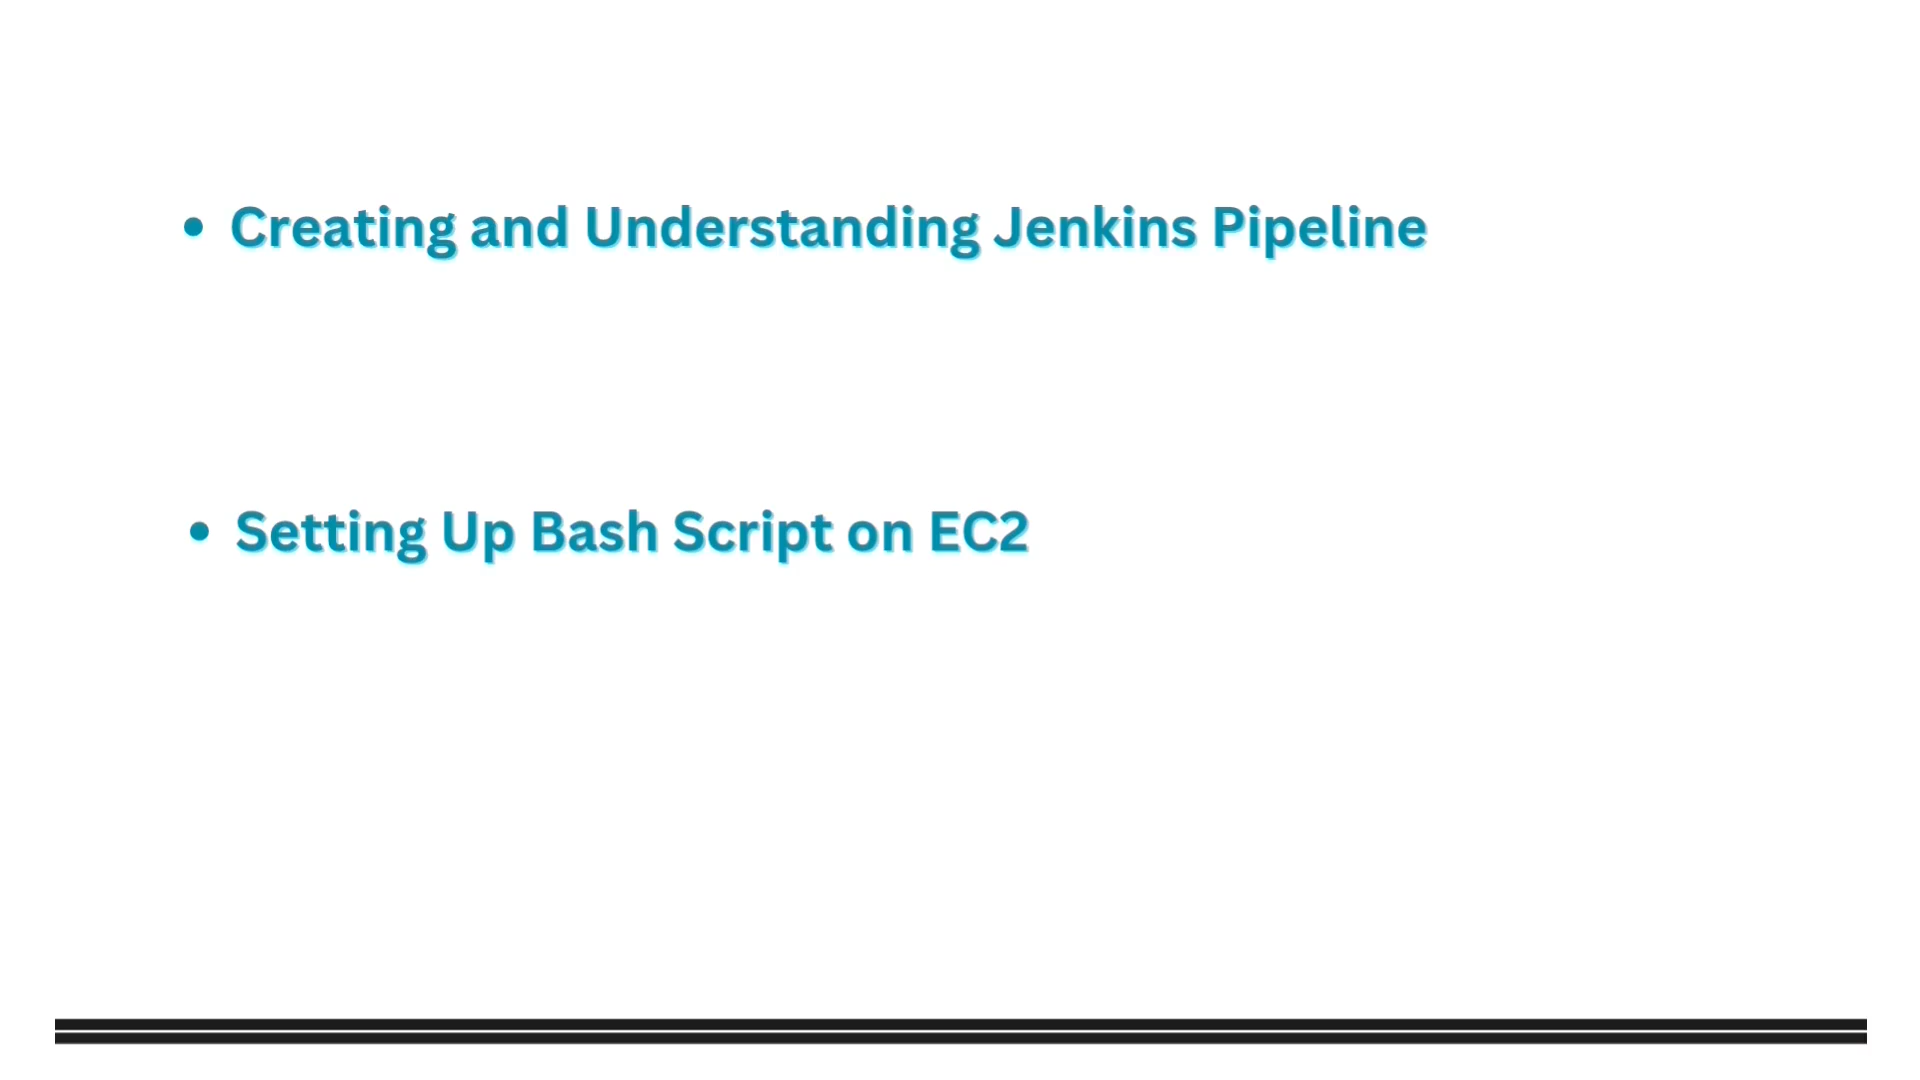 • Creating and Understanding Jenkins Pipeline
• Setting Up Bash Script on EC2